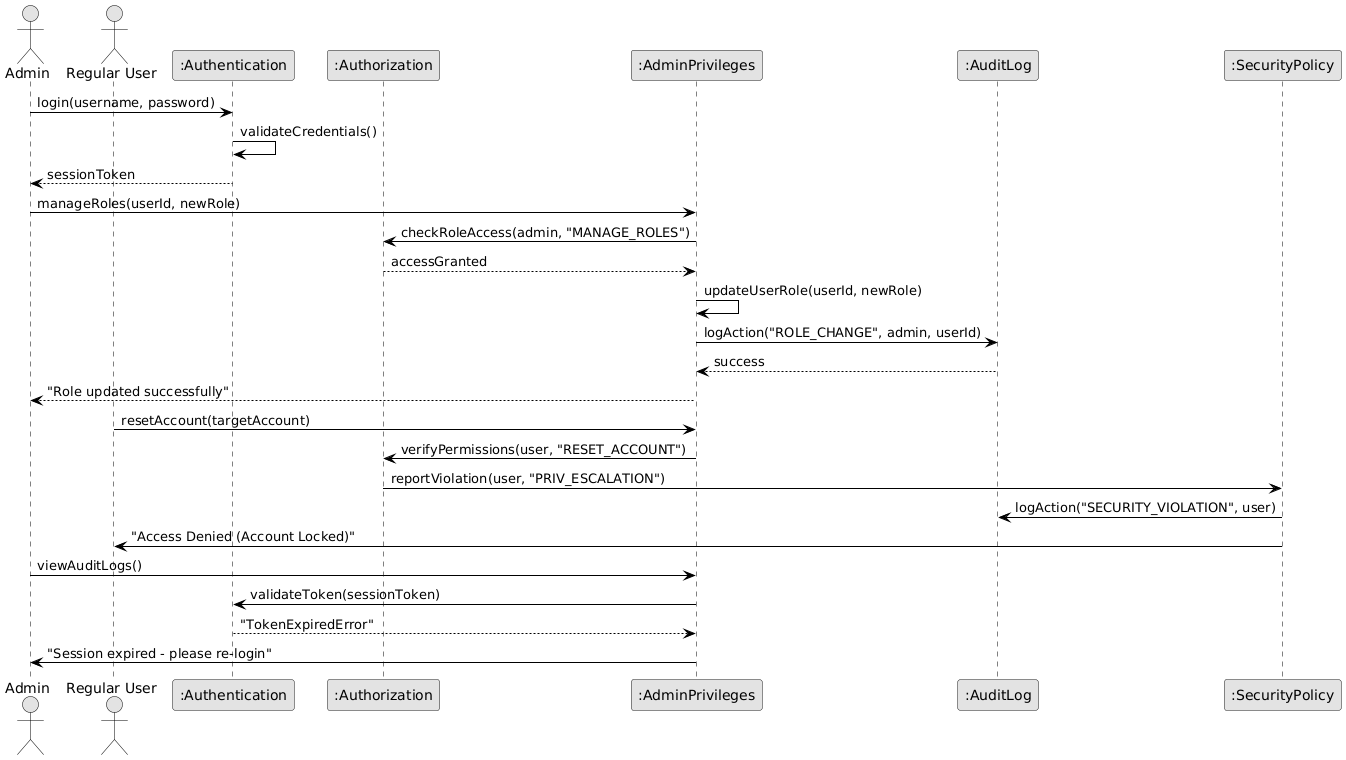 Admin
Regular User
:Authentication
:Authorization
:AdminPrivileges
:AuditLog
:SecurityPolicy
login(username, password)
validateCredentials()
sessionToken
manageRoles(userId, newRole)
checkRoleAccess(admin, "MANAGE_ROLES")
accessGranted
updateUserRole(userId, newRole)
logAction("ROLE_CHANGE", admin, userId)
success
"Role updated successfully"
resetAccount(targetAccount)
verifyPermissions(user, "RESET_ACCOUNT")
reportViolation(user, "PRIV_ESCALATION")
logAction("SECURITY_VIOLATION", user)
"Access Denied (Account Locked)"
viewAuditLogs()
validateToken(sessionToken)
"TokenExpiredError"
"Session expired - please re-login"
Admin
Regular User
:Authentication
:Authorization
:AdminPrivileges
:AuditLog
:SecurityPolicy